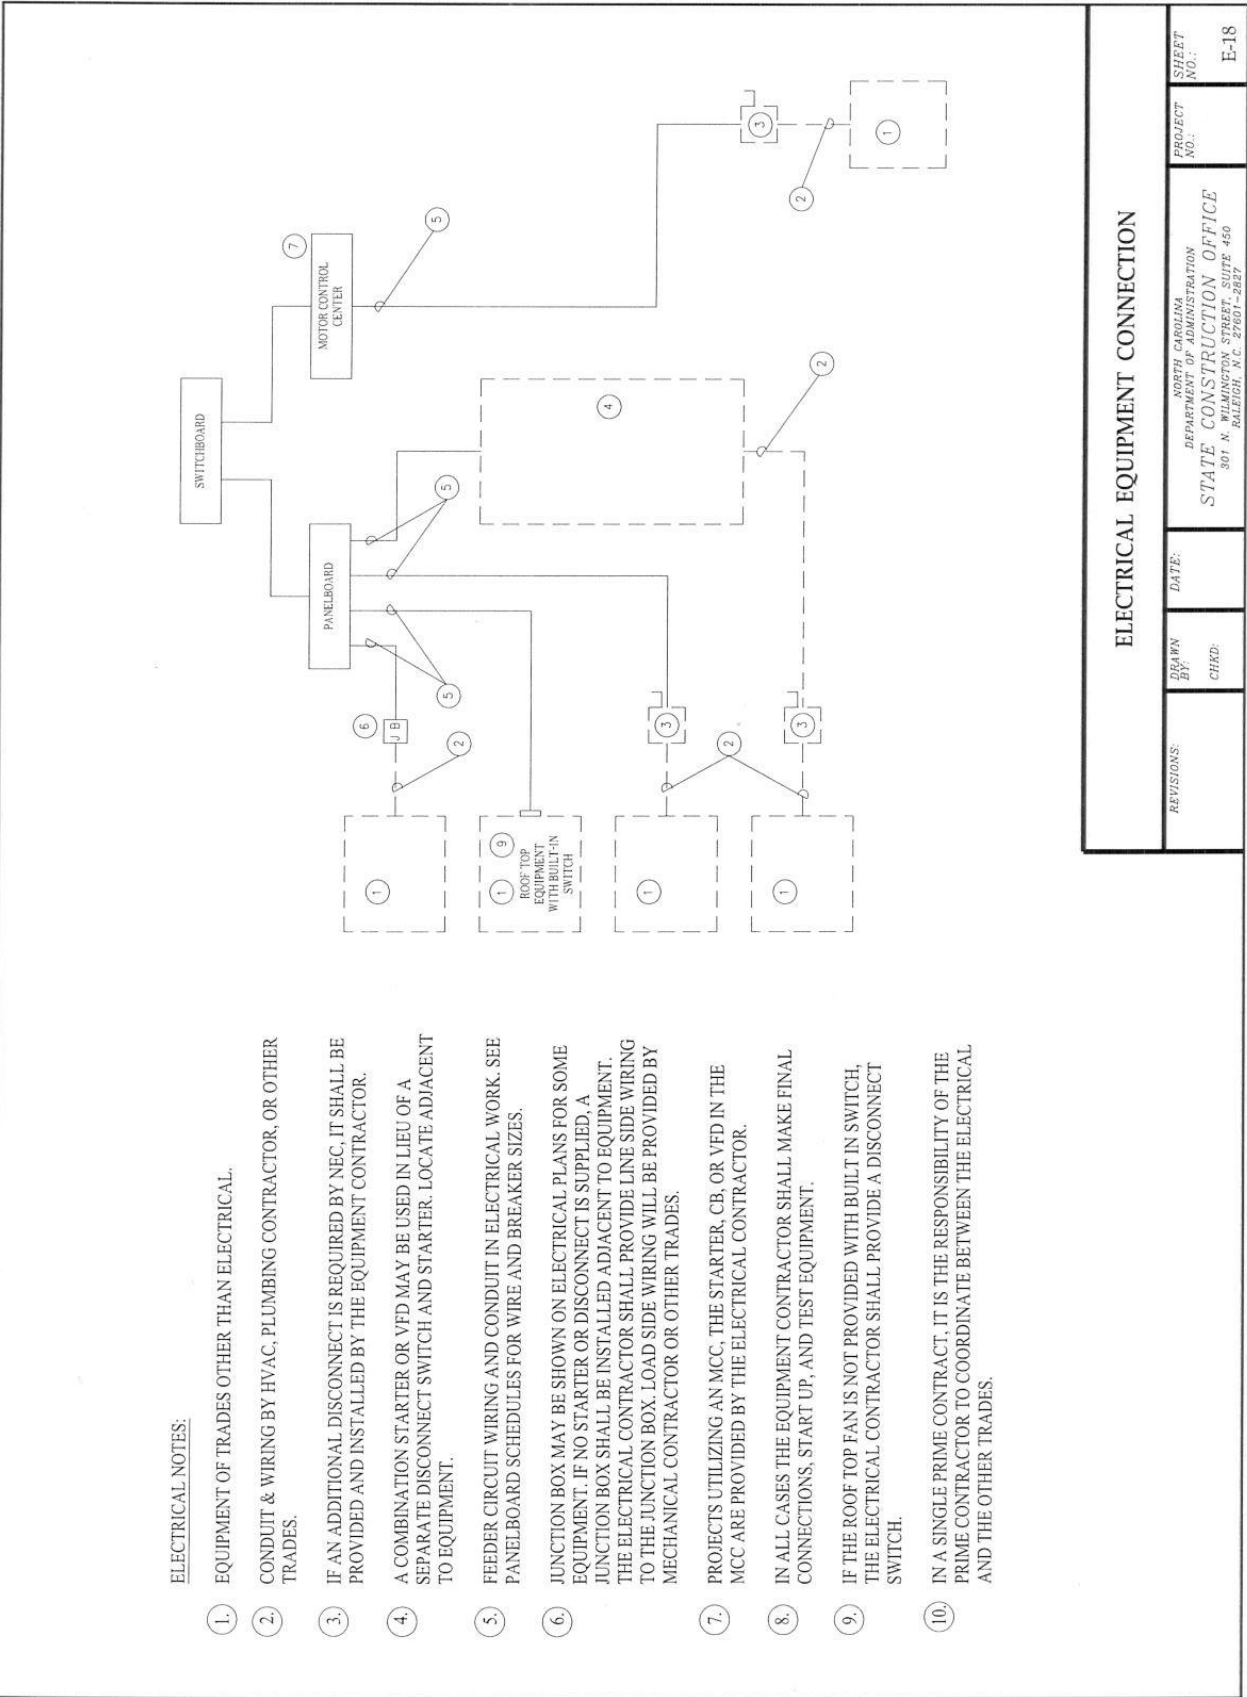 ELECTRICAL NOTES:
1. EQUIPMENT OF TRADES OTHER THAN ELECTRICAL.
2. CONDUIT & WIRING BY HVAC, PLUMBING CONTRACTOR, OR OTHER
TRADES.
3. IF AN ADDITIONAL DISCONNECT IS REQUIRED BY NEC, IT SHALL BE
PROVIDED AND INSTALLED BY THE EQUIPMENT CONTRACTOR.
4. A COMBINATION STARTER OR VFD MAY BE USED IN LIEU OF A
SEPARATE DISCONNECT SWITCH AND STARTER. LOCATE ADJACENT
TO EQUIPMENT.
5. FEEDER CIRCUIT WIRING AND CONDUIT IN ELECTRICAL WORK. SEE
PANELBOARD SCHEDULES FOR WIRE AND BREAKER SIZES.
6. JUNCTION BOX MAY BE SHOWN ON ELECTRICAL PLANS FOR SOME
EQUIPMENT. IF NO STARTER OR DISCONNECT IS SUPPLIED, A
JUNCTION BOX SHALL BE INSTALLED ADJACENT TO EQUIPMENT.
THE ELECTRICAL CONTRACTOR SHALL PROVIDE LINE SIDE WIRING
TO THE JUNCTION BOX. LOAD SIDE WIRING WILL BE PROVIDED BY
MECHANICAL CONTRACTOR OR OTHER TRADES.
7. PROJECTS UTILIZING AN MCC, THE STARTER, CB, OR VFD IN THE
MCC ARE PROVIDED BY THE ELECTRICAL CONTRACTOR.
8. IN ALL CASES THE EQUIPMENT CONTRACTOR SHALL MAKE FINAL
CONNECTIONS, START UP, AND TEST EQUIPMENT.
9. IF THE ROOF TOP FAN IS NOT PROVIDED WITH BUILT IN SWITCH,
THE ELECTRICAL CONTRACTOR SHALL PROVIDE A DISCONNECT
SWITCH.
10. IN A SINGLE PRIME CONTRACT, IT IS THE RESPONSIBILITY OF THE
PRIME CONTRACTOR TO COORDINATE BETWEEN THE ELECTRICAL
AND THE OTHER TRADES.
SWITCHBOARD
PANELBOARD
MOTOR CONTROL
CENTER
7
5
5
5
6
JB
2
1
1 9
ROOF TOP
EQUIPMENT
WITH BUILT-IN
SWITCH
4
2
3
1
2
3
1
3
2
1
ELECTRICAL EQUIPMENT CONNECTION
REVISIONS:
DRAWN
BY:
CHKD:
DATE:
NORTH CAROLINA
DEPARTMENT OF ADMINISTRATION
STATE CONSTRUCTION OFFICE
301 N. WILMINGTON STREET, SUITE 450
RALEIGH, N.C. 27601-2827
PROJECT
NO.:
SHEET
NO.:
E-18